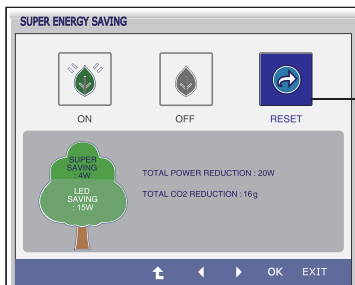 SUPER ENERGY SAVING
ON
OFF
RESET
SUPER
SAVING
: 4W
LED
SAVING
: 15W
TOTAL POWER REDUCTION : 20W
TOTAL CO2 REDUCTION : 16g
OK
EXIT